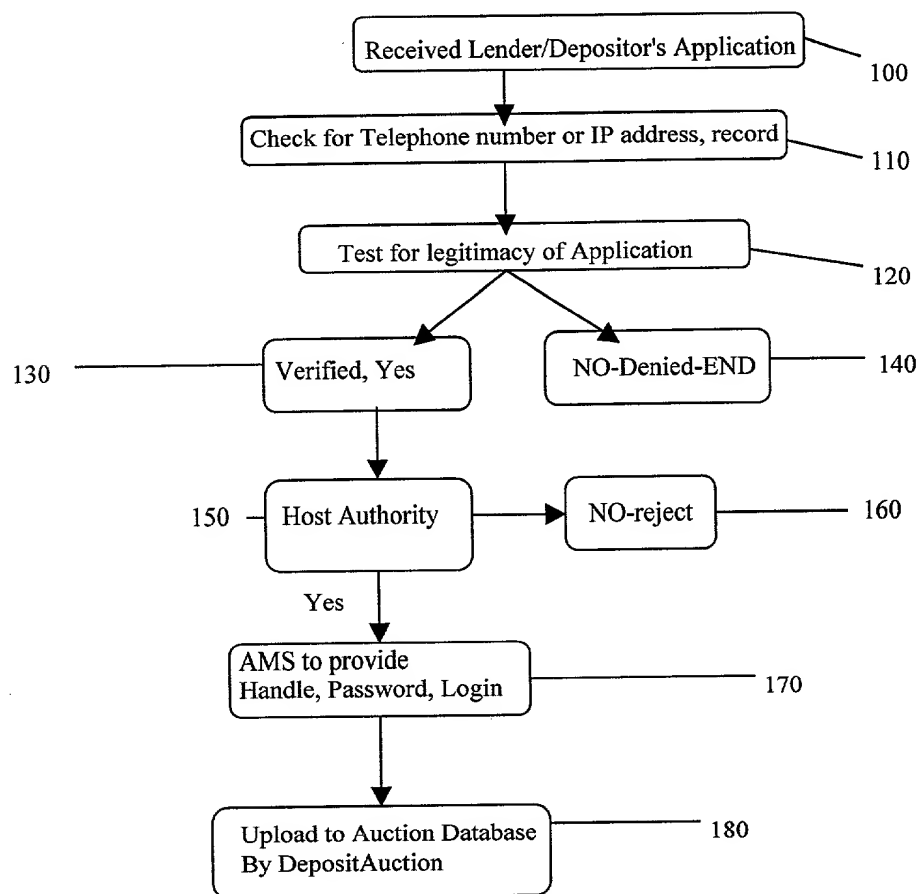 Received Lender/Depositor's Application
100
Check for Telephone number or IP address, record
110
Test for legitimacy of Application
120
130
Verified, Yes
NO-Denied-END
140
150
Host Authority
NO-reject
160
Yes
AMS to provide
Handle, Password, Login
170
Upload to Auction Database
By DepositAuction
180